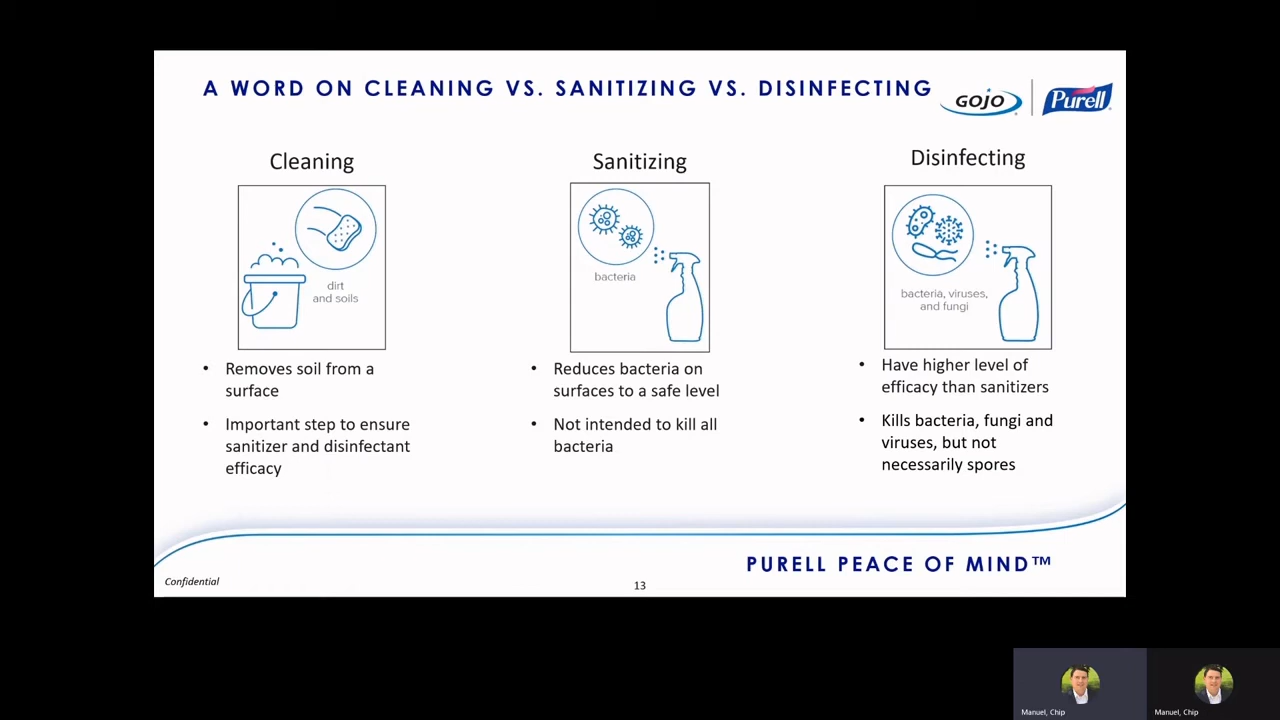 A WORD ON CLEANING VS. SANITIZING VS. DISINFECTING
GOJO
Purell
Cleaning
dirt
and soils
• Removes soil from a
surface
• Important step to ensure
sanitizer and disinfectant
efficacy
Sanitizing
bacteria
• Reduces bacteria on
surfaces to a safe level
• Not intended to kill all
bacteria
Disinfecting
bacteria, viruses,
and fungi
• Have higher level of
efficacy than sanitizers
• Kills bacteria, fungi and
viruses, but not
necessarily spores
PURELL PEACE OF MIND™
Confidential
13
Manuel, Chip
Manuel, Chip